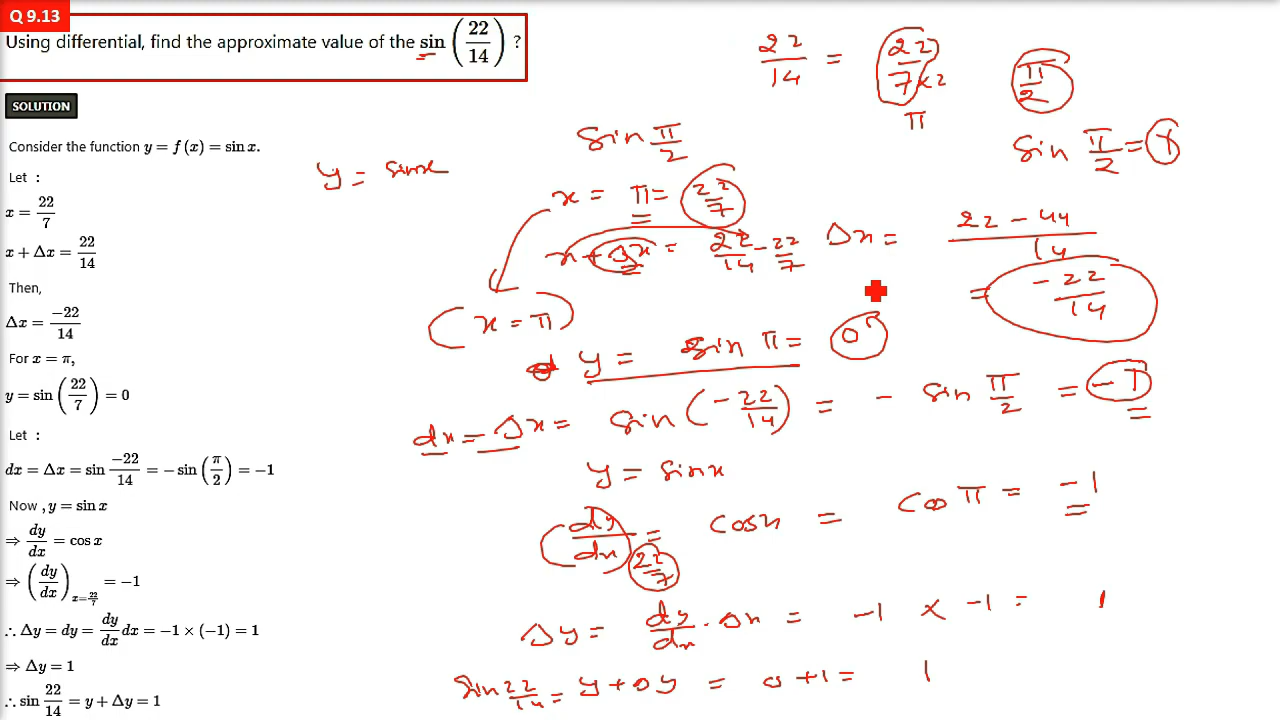 Q 9.13
Using differential, find the approximate value of the sin (22/14) ?
SOLUTION
Consider the function y = f (x) = sin x.
Let :
x = 22/7
x + Δx = 22/14
Then,
Δx = −22/14
For x = π,
y = sin (22/7) = 0
Let :
dx = Δx = sin −22/14 = − sin (π/2) = −1
Now , y = sin x
⇒ dy/dx = cos x
⇒ (dy/dx)x=22/7 = −1
∴ Δy = dy = dy/dx dx = −1 × (−1) = 1
⇒ Δy = 1
∴ sin 22/14 = y + Δy = 1
22/14 = 22/7×2
π
π/2
sin π/2
sin π/2 = 1
y = sinx
x = π = 22/7
x + Δx = 22/14 - 22/7
Δx = 22 - 44/14
= -22/14
(x = π)
y = sin π = 0
dx = Δx = sin (-22/14) = - sin π/2 = -1
y = sinx
(dy/dx) 22/7 = cosx = cos π = -1
Δy = dy/dx . Δx = -1 × -1 = 1
sin 22/14 = y + Δy = 0 + 1 = 1